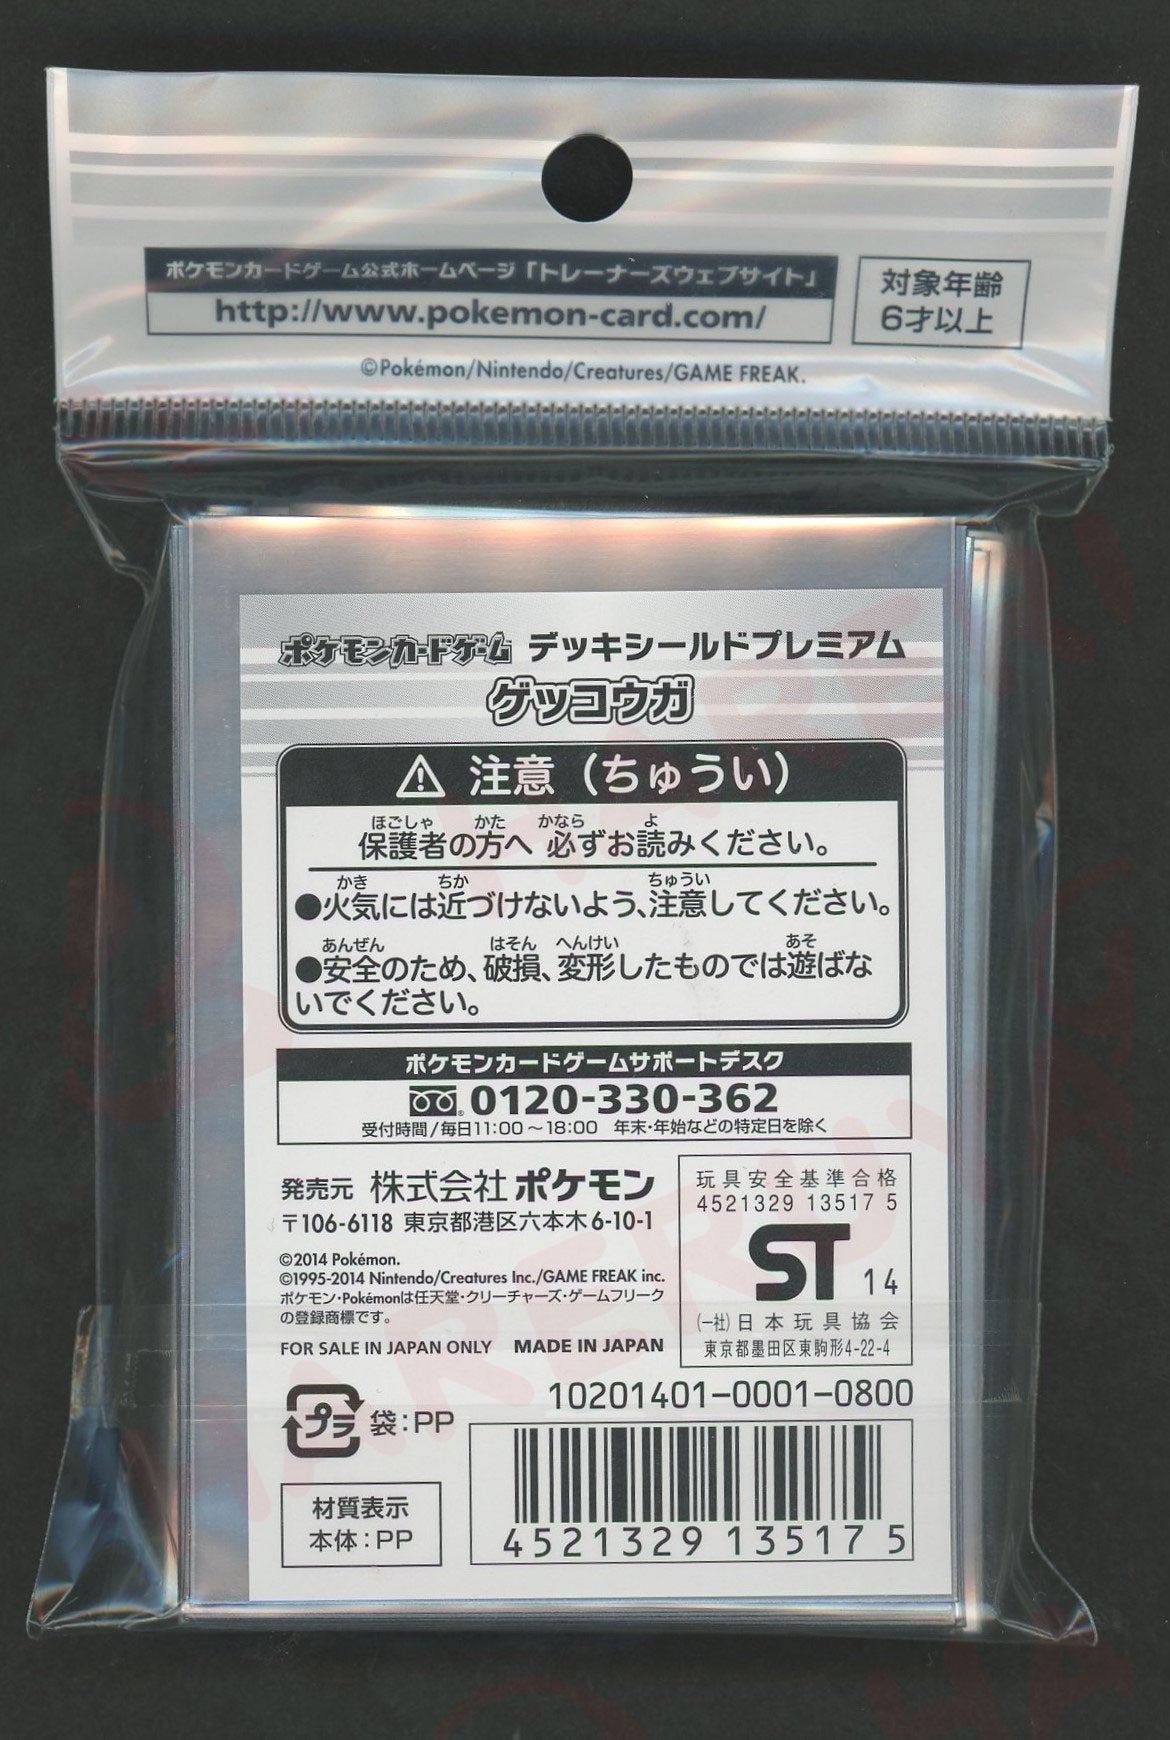 ポケモンカードゲーム公式ホームページ「トレーナーズウェブサイト」
http://www.pokemon-card.com/
対象年齢
6才以上
©Pokémon/Nintendo/Creatures/GAME FREAK.
ポケモンカードゲーム デッキシールドプレミアム
ゲッコウガ
注意（ちゅうい）
ほごしゃ かた かなら よ
保護者の方へ 必ずお読みください。
かき ちか ちゅうい
●火気には近づけないよう、注意してください。
あんぜん はそん へんけい あそ
●安全のため、破損、変形したものでは遊ばな
いでください。
ポケモンカードゲームサポートデスク
0120-330-362
受付時間/毎日11:00～18:00 年末・年始などの特定日を除く
発売元 株式会社ポケモン
〒106-6118 東京都港区六本木6-10-1
©2014 Pokémon.
©1995-2014 Nintendo/Creatures Inc./GAME FREAK inc.
ポケモン・Pokémonは任天堂・クリーチャーズ・ゲームフリーク
の登録商標です。
FOR SALE IN JAPAN ONLY MADE IN JAPAN
玩具安全基準合格
4521329 13517 5
ST 14
(一社)日本玩具協会
東京都墨田区東駒形4-22-4
10201401-0001-0800
プラ 袋:PP
材質表示
本体:PP
4 521329 135175
HARERUYA